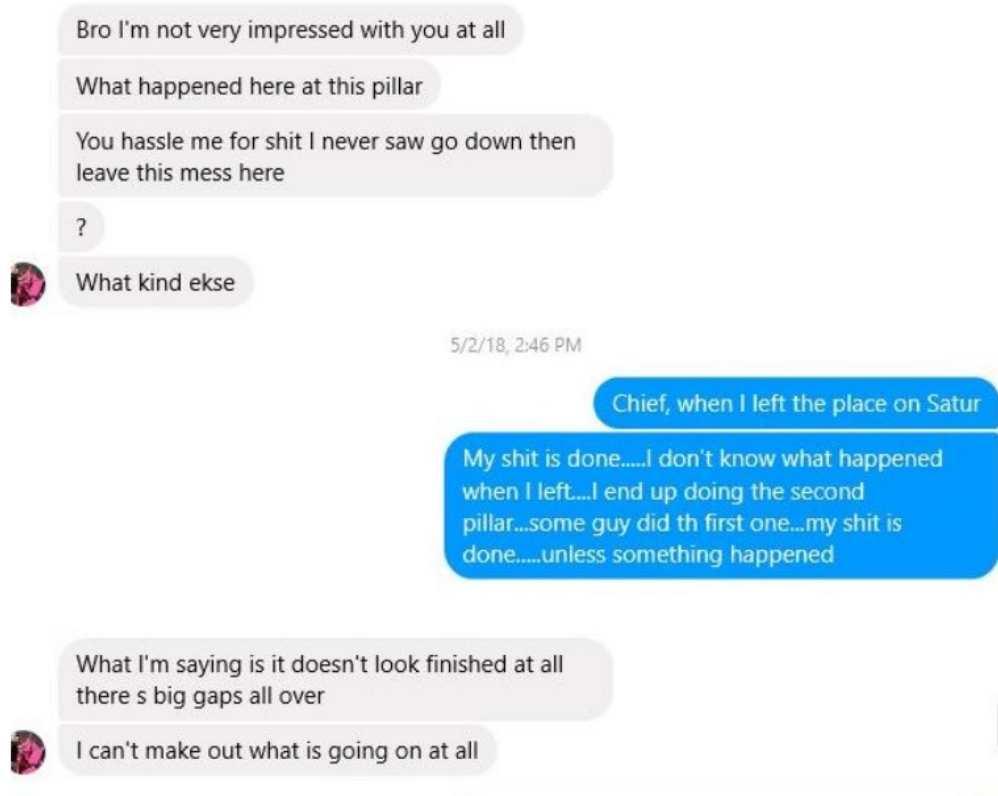 Bro I'm not very impressed with you at all
What happened here at this pillar
You hassle me for shit I never saw go down then
leave this mess here
?
What kind ekse
5/2/18, 2:46 PM
Chief, when I left the place on Satur
My shit is done.....I don't know what happened
when I left....I end up doing the second
pillar...some guy did th first one...my shit is
done.....unless something happened
What I'm saying is it doesn't look finished at all
there s big gaps all over
I can't make out what is going on at all